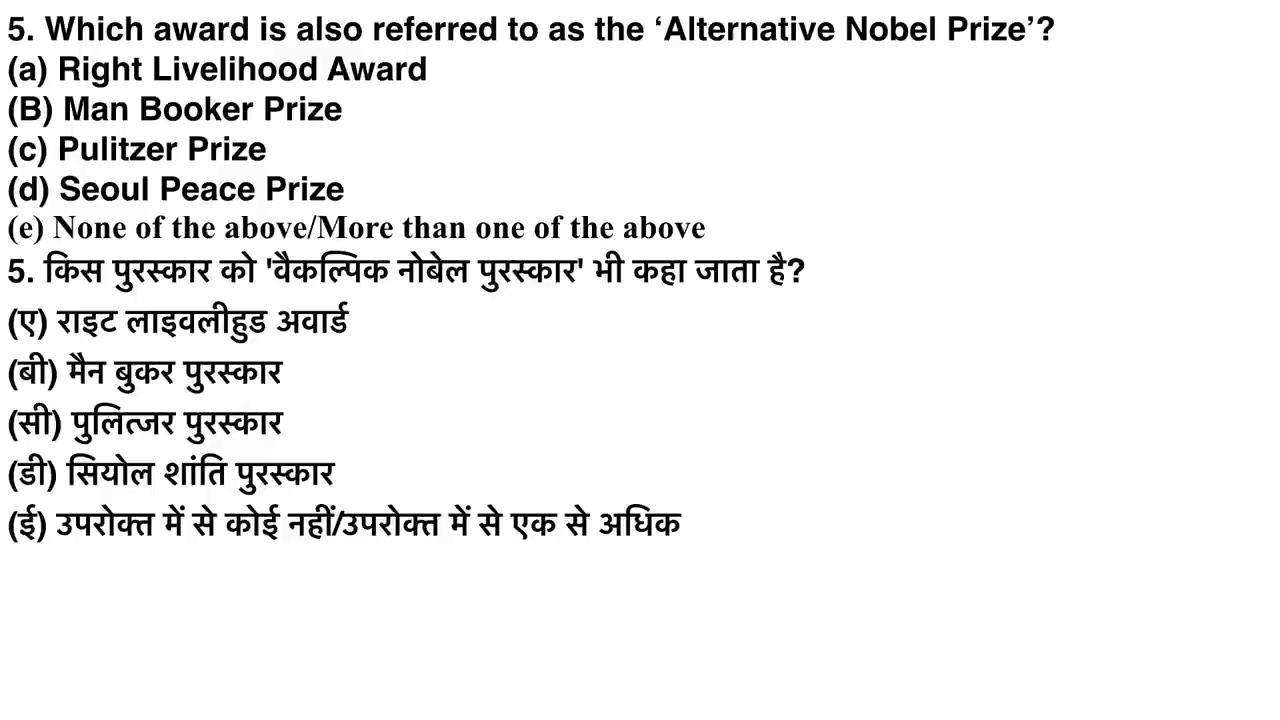 5. Which award is also referred to as the ‘Alternative Nobel Prize’?
(a) Right Livelihood Award
(B) Man Booker Prize
(c) Pulitzer Prize
(d) Seoul Peace Prize
(e) None of the above/More than one of the above
5. किस पुरस्कार को 'वैकल्पिक नोबेल पुरस्कार' भी कहा जाता है?
(ए) राइट लाइवलीहुड अवार्ड
(बी) मैन बुकर पुरस्कार
(सी) पुलित्जर पुरस्कार
(डी) सियोल शांति पुरस्कार
(ई) उपरोक्त में से कोई नहीं/उपरोक्त में से एक से अधिक